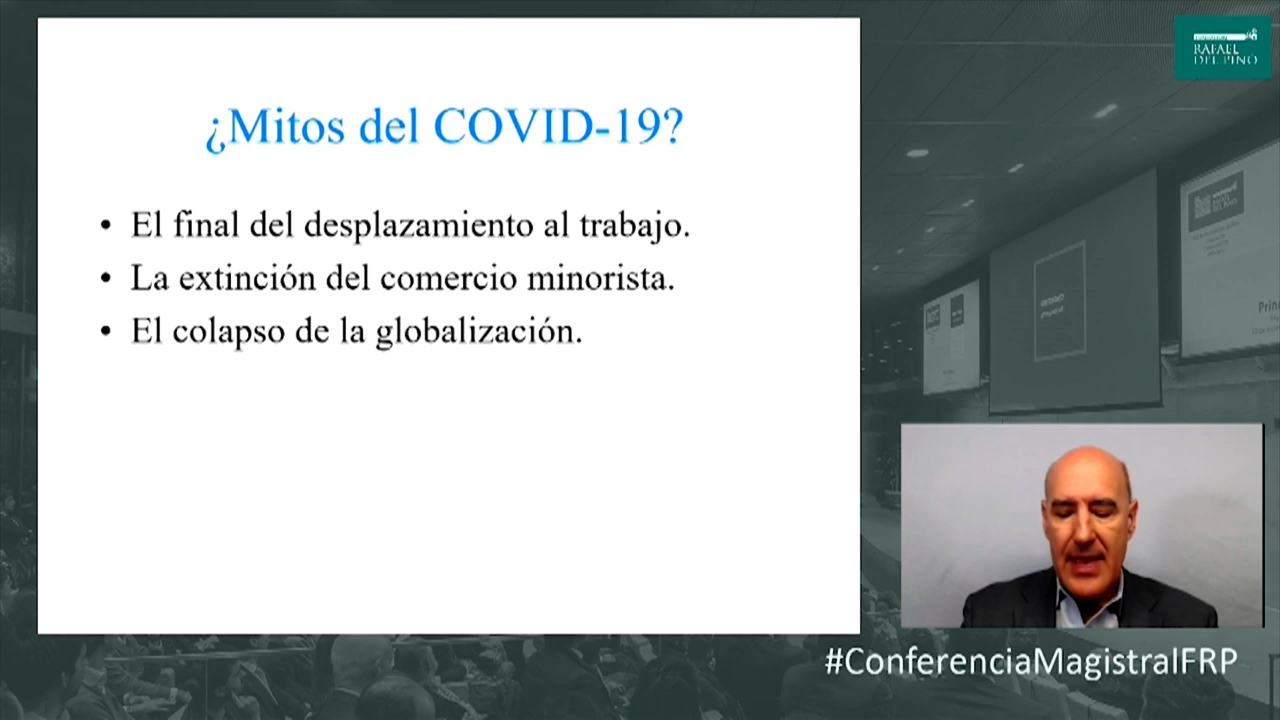 ¿Mitos del COVID-19?
• El final del desplazamiento al trabajo.
• La extinción del comercio minorista.
• El colapso de la globalización.
RAFAEL
DEL PINO
#ConferenciaMagistralFRP